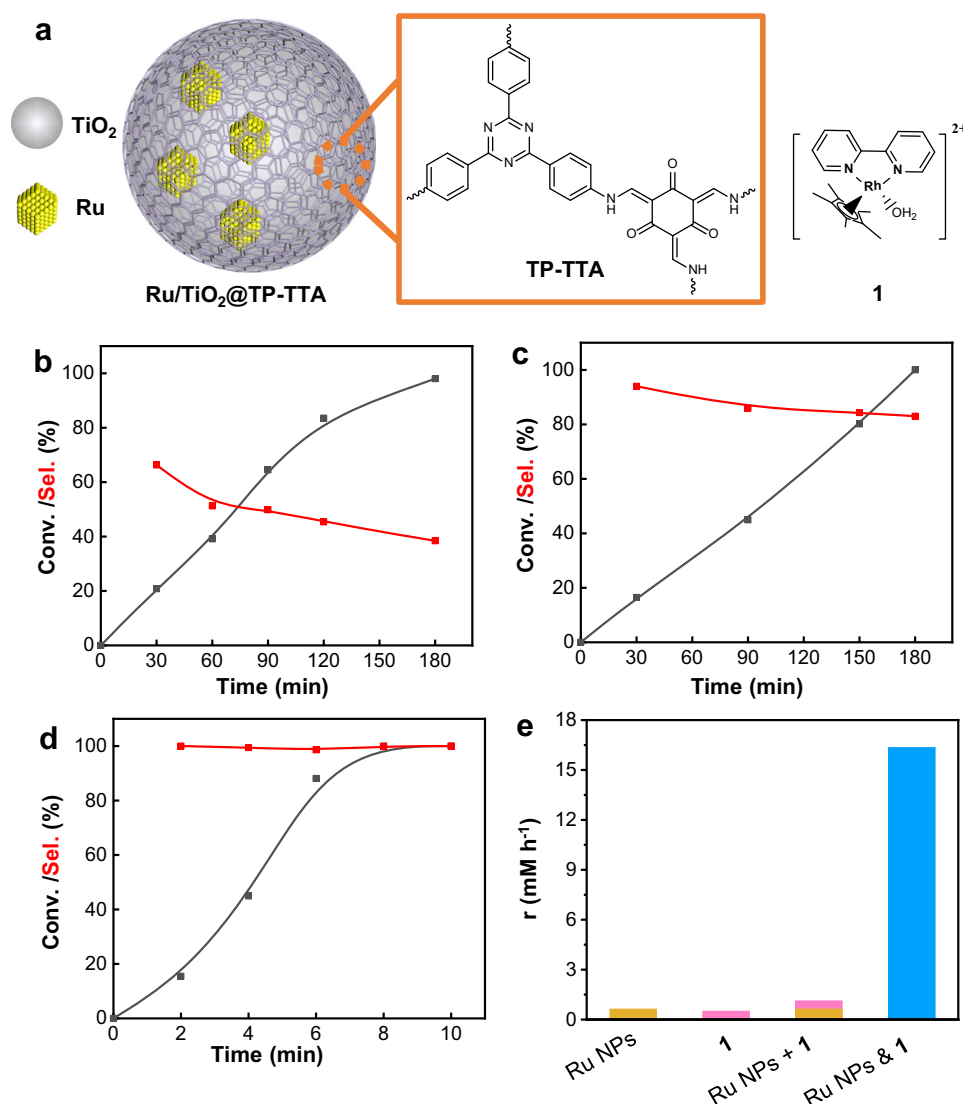 a
TiO₂
Ru
Ru/TiO₂@TP-TTA
N
N
N
O
N
H
NH
O
O
NH
TP-TTA
2+
N
N
Rh
OH₂
1
b
Conv. /Sel. (%)
100
80
60
40
20
0
0 30 60 90 120 150 180
Time (min)
c
Conv. /Sel. (%)
100
80
60
40
20
0
0 30 60 90 120 150 180
Time (min)
d
Conv. /Sel. (%)
100
80
60
40
20
0
0 2 4 6 8 10
Time (min)
e
r (mM h⁻¹)
18
15
12
9
6
3
0
Ru NPs
1
Ru NPs + 1
Ru NPs & 1